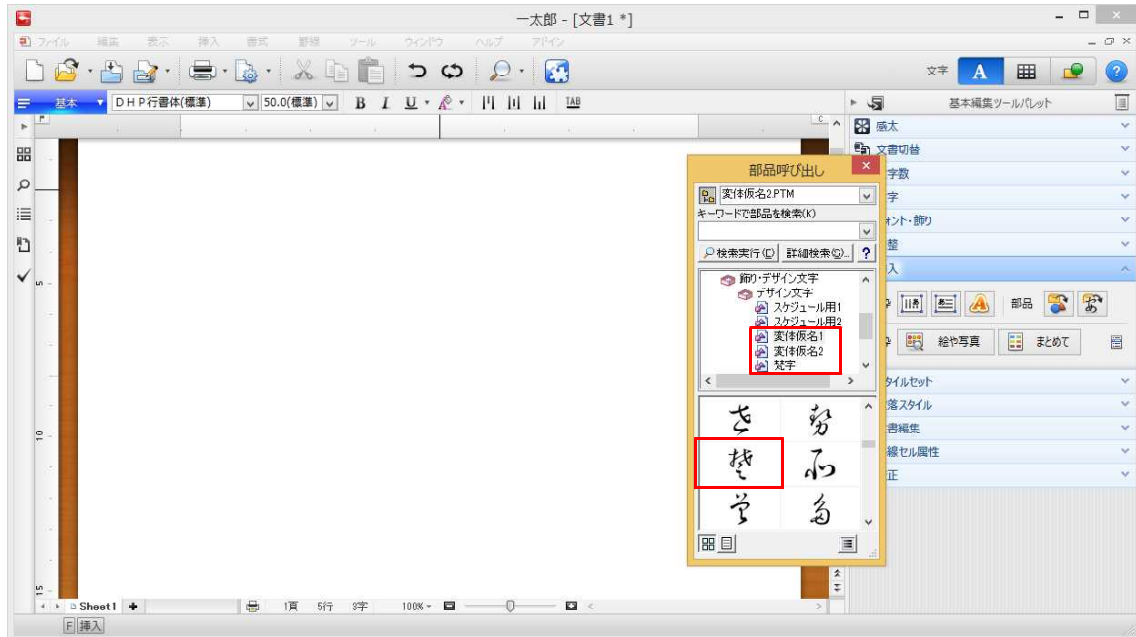 一太郎 - [文書1 *]
ファイル 編集 表示 挿入 書式 罫線 ツール ウィンドウ ヘルプ アドイン
文字 A
基本 DHP行書体(標準) 50.0(標準) B I U TAB
基本編集ツールパレット
感太
文書切替
字数
字
ォント・飾り
整
入
部品
絵や写真 まとめて
タイルセット
落スタイル
書編集
線セル属性
正
部品呼び出し
変体仮名2.PTM
キーワードで部品を検索(K)
検索実行(E) 詳細検索(S)... ?
飾り・デザイン文字
デザイン文字
スケジュール用1
スケジュール用2
変体仮名1
変体仮名2
梵字
5
10
15
Sheet1
1頁 5行 3字 100%
F 挿入